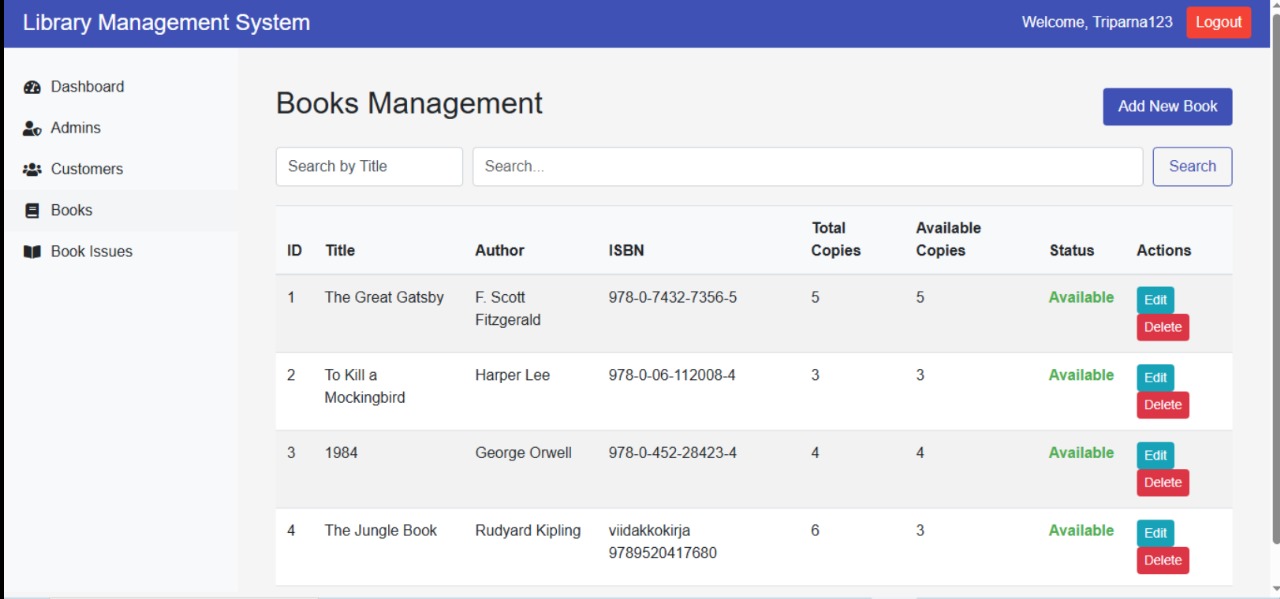 Library Management System
Welcome, Triparna123
Logout
Dashboard
Admins
Customers
Books
Book Issues
Books Management
Add New Book
Search by Title
Search...
Search
ID Title Author ISBN Total Copies Available Copies Status Actions
1 The Great Gatsby F. Scott Fitzgerald 978-0-7432-7356-5 5 5 Available Edit Delete
2 To Kill a Mockingbird Harper Lee 978-0-06-112008-4 3 3 Available Edit Delete
3 1984 George Orwell 978-0-452-28423-4 4 4 Available Edit Delete
4 The Jungle Book Rudyard Kipling viidakkokirja 9789520417680 6 3 Available Edit Delete